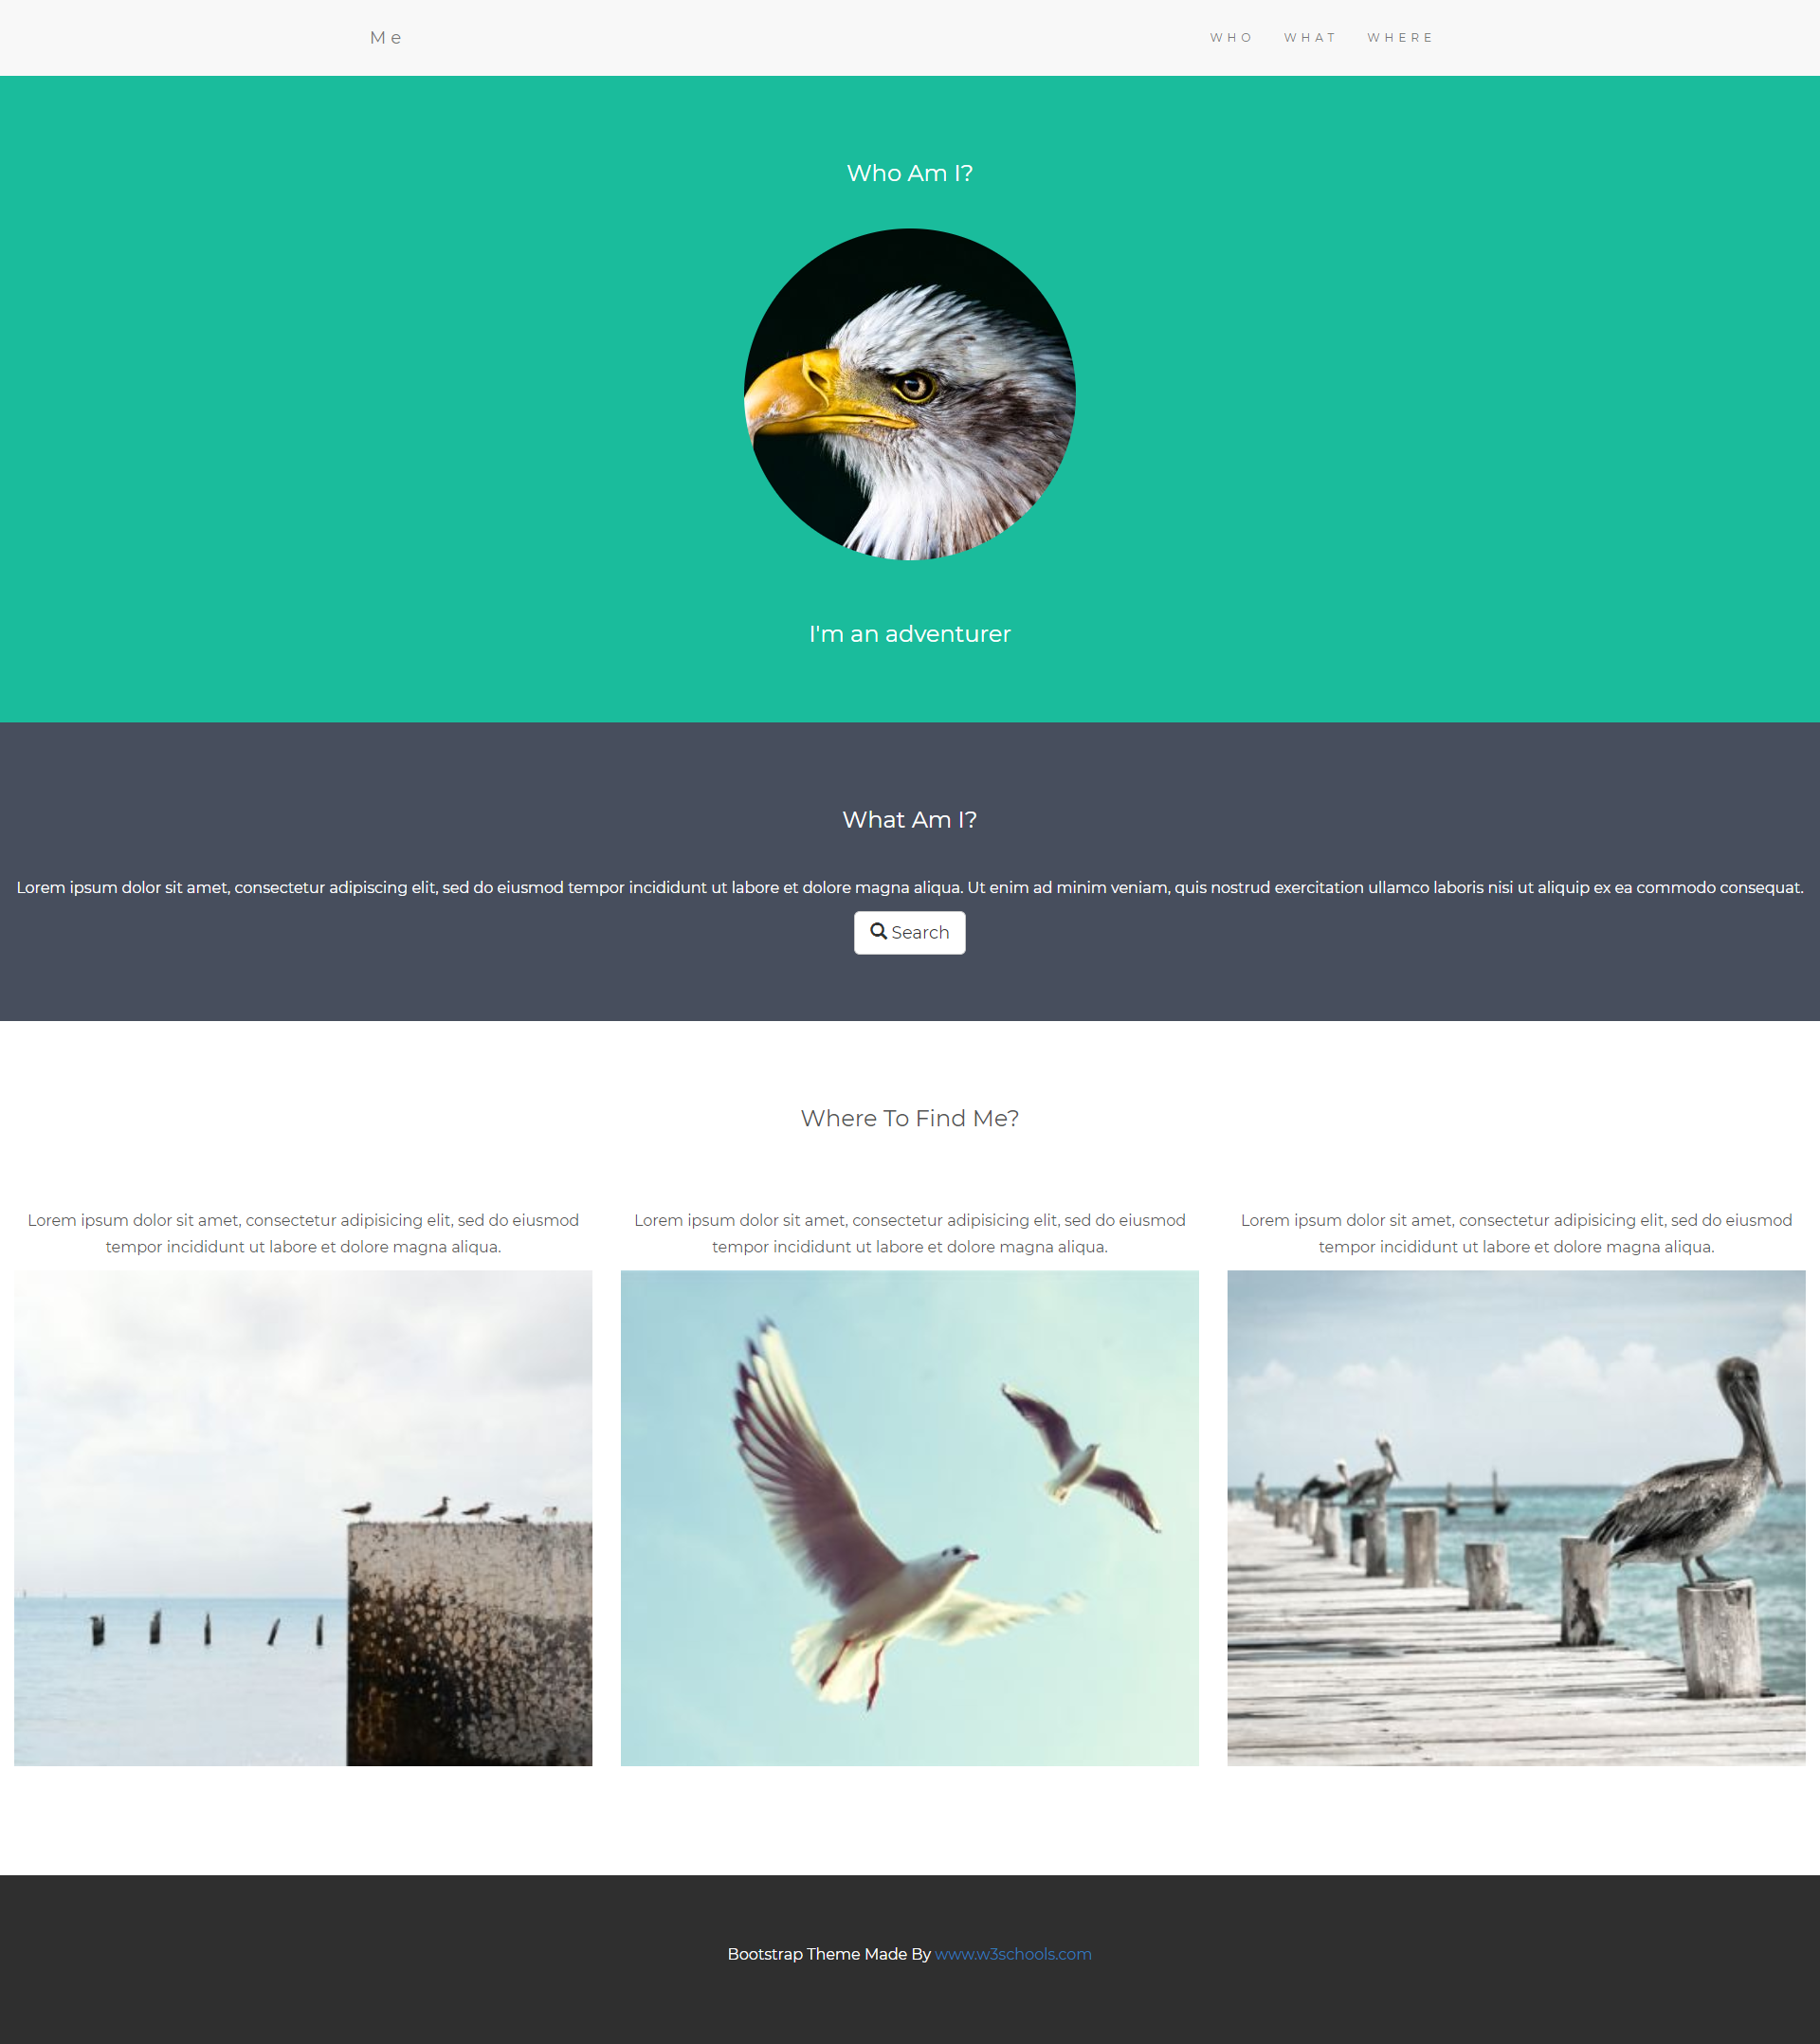 Me
WHO WHAT WHERE
Who Am I?
I'm an adventurer
What Am I?
Lorem ipsum dolor sit amet, consectetur adipiscing elit, sed do eiusmod tempor incididunt ut labore et dolore magna aliqua. Ut enim ad minim veniam, quis nostrud exercitation ullamco laboris nisi ut aliquip ex ea commodo consequat.
Search
Where To Find Me?
Lorem ipsum dolor sit amet, consectetur adipisicing elit, sed do eiusmod
tempor incididunt ut labore et dolore magna aliqua.
Lorem ipsum dolor sit amet, consectetur adipisicing elit, sed do eiusmod
tempor incididunt ut labore et dolore magna aliqua.
Lorem ipsum dolor sit amet, consectetur adipisicing elit, sed do eiusmod
tempor incididunt ut labore et dolore magna aliqua.
Bootstrap Theme Made By www.w3schools.com